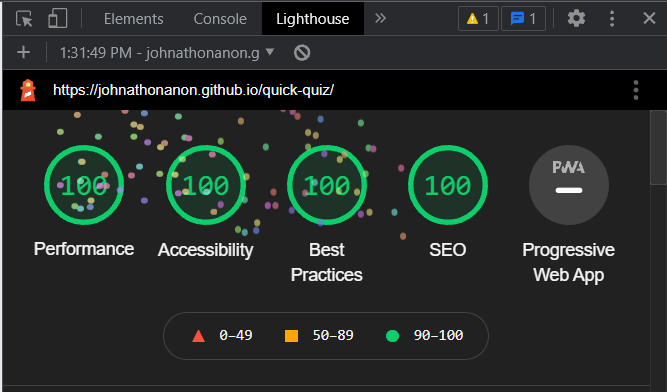 Elements Console Lighthouse » 1 1
+ 1:31:49 PM - johnathonanon.g
https://johnathonanon.github.io/quick-quiz/
100 100 100 100 PWA
Performance Accessibility Best Practices SEO Progressive Web App
0–49 50–89 90–100